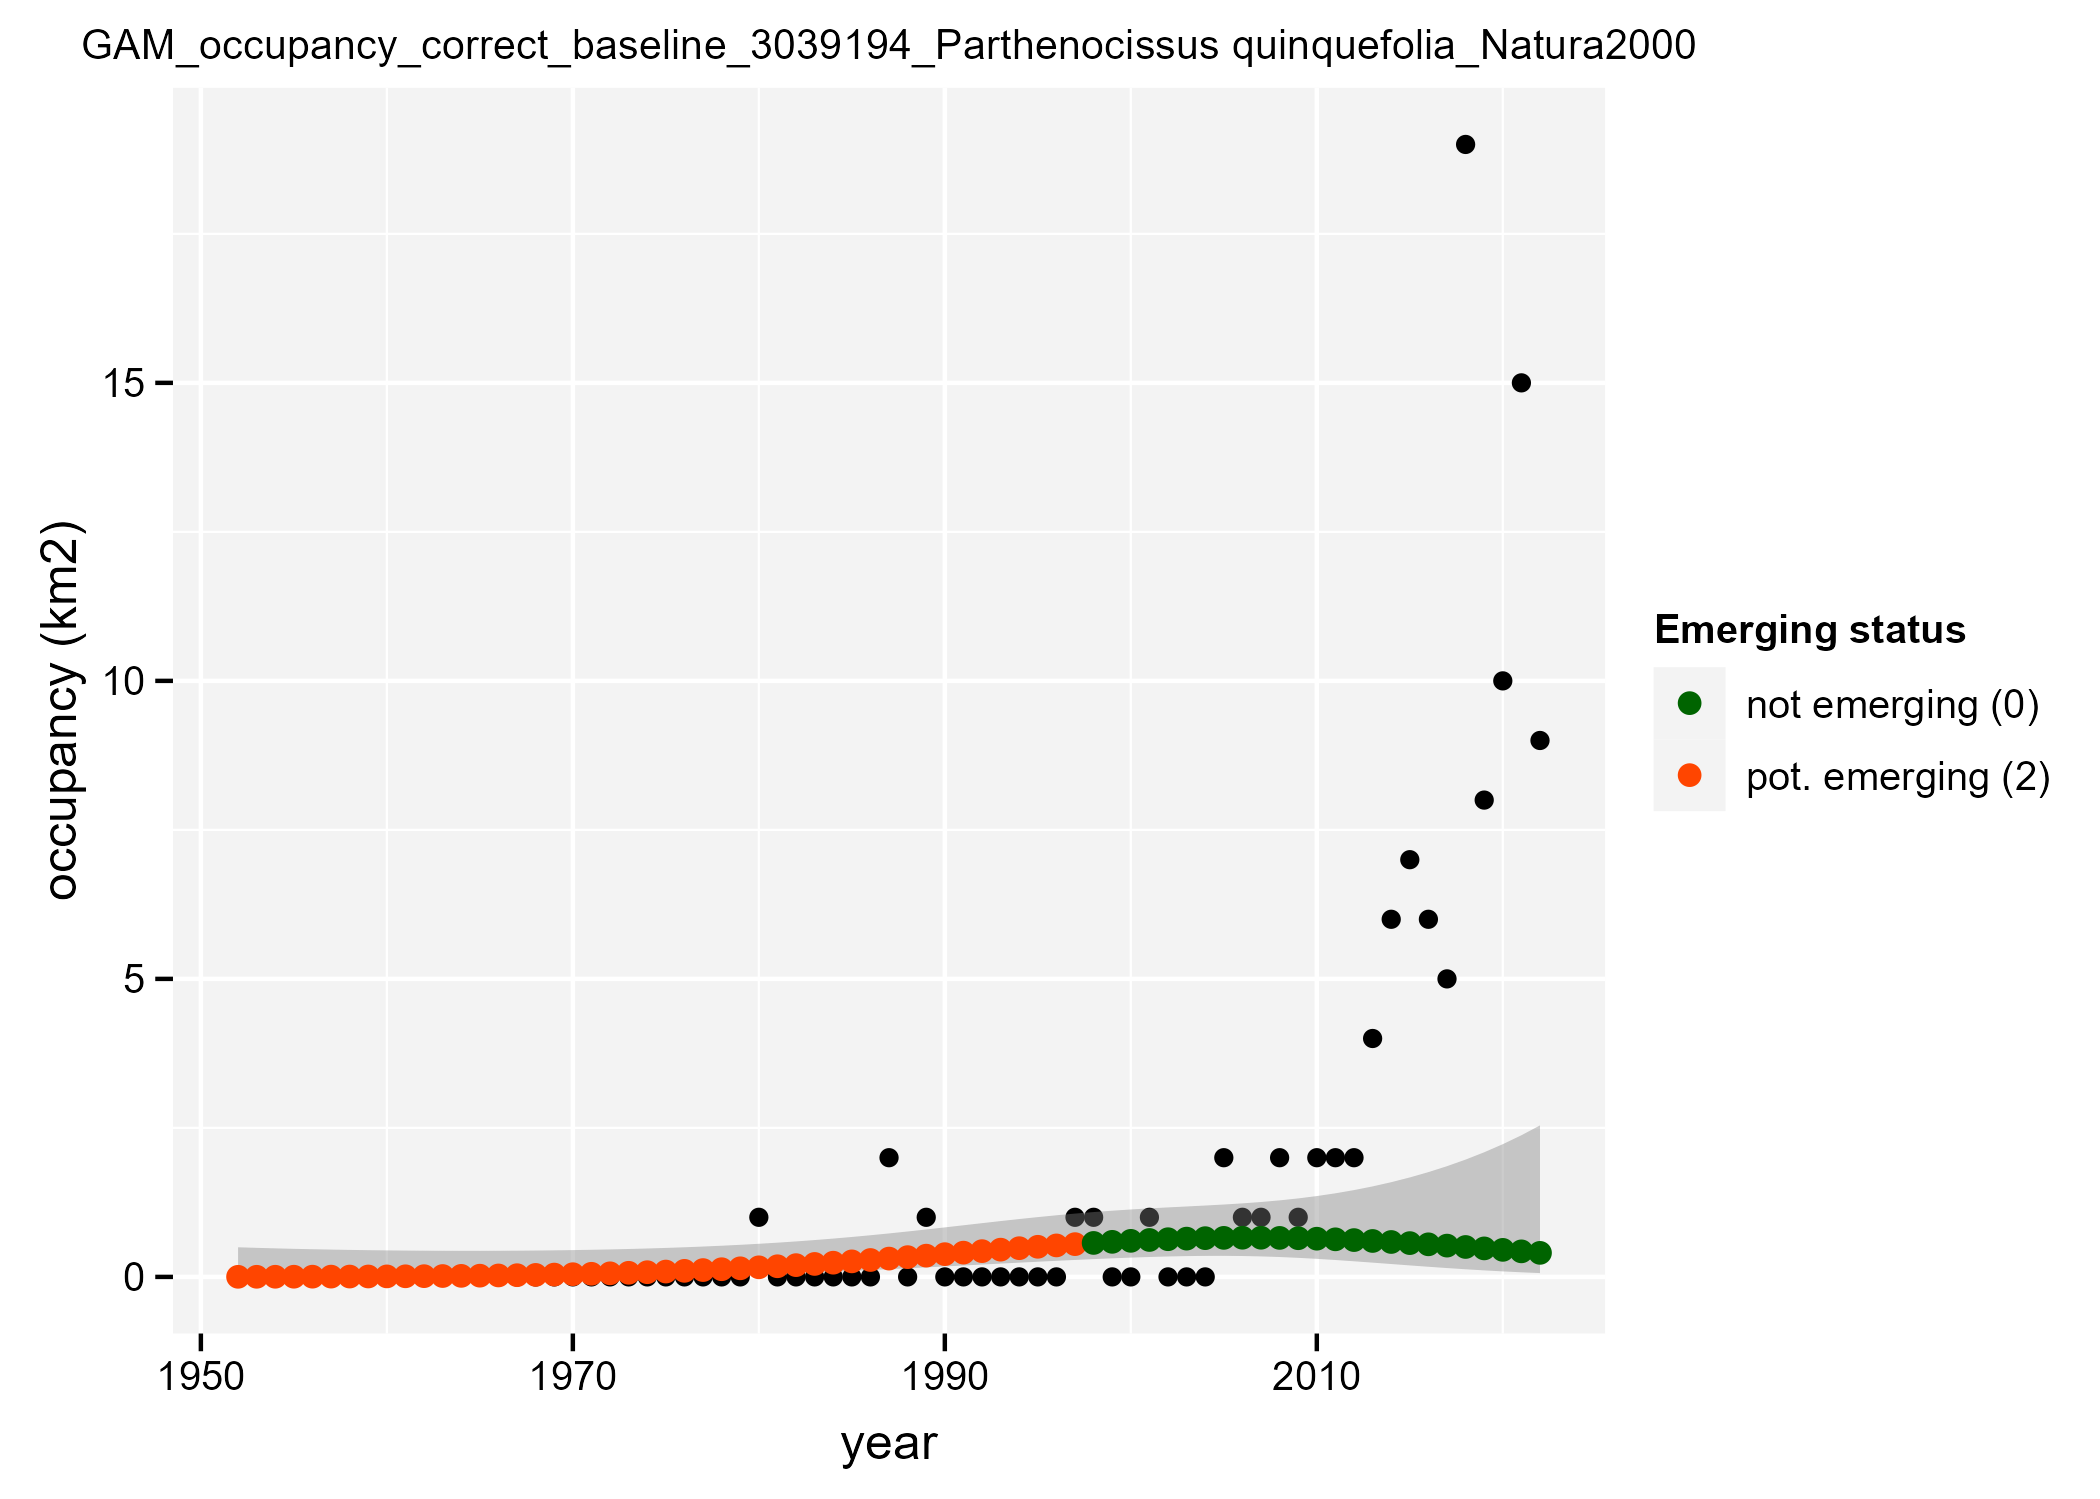 GAM_occupancy_correct_baseline_3039194_Parthenocissus quinquefolia_Natura2000
occupancy (km2)
15
10
5
0
1950
1970
1990
2010
year
Emerging status
not emerging (0)
pot. emerging (2)